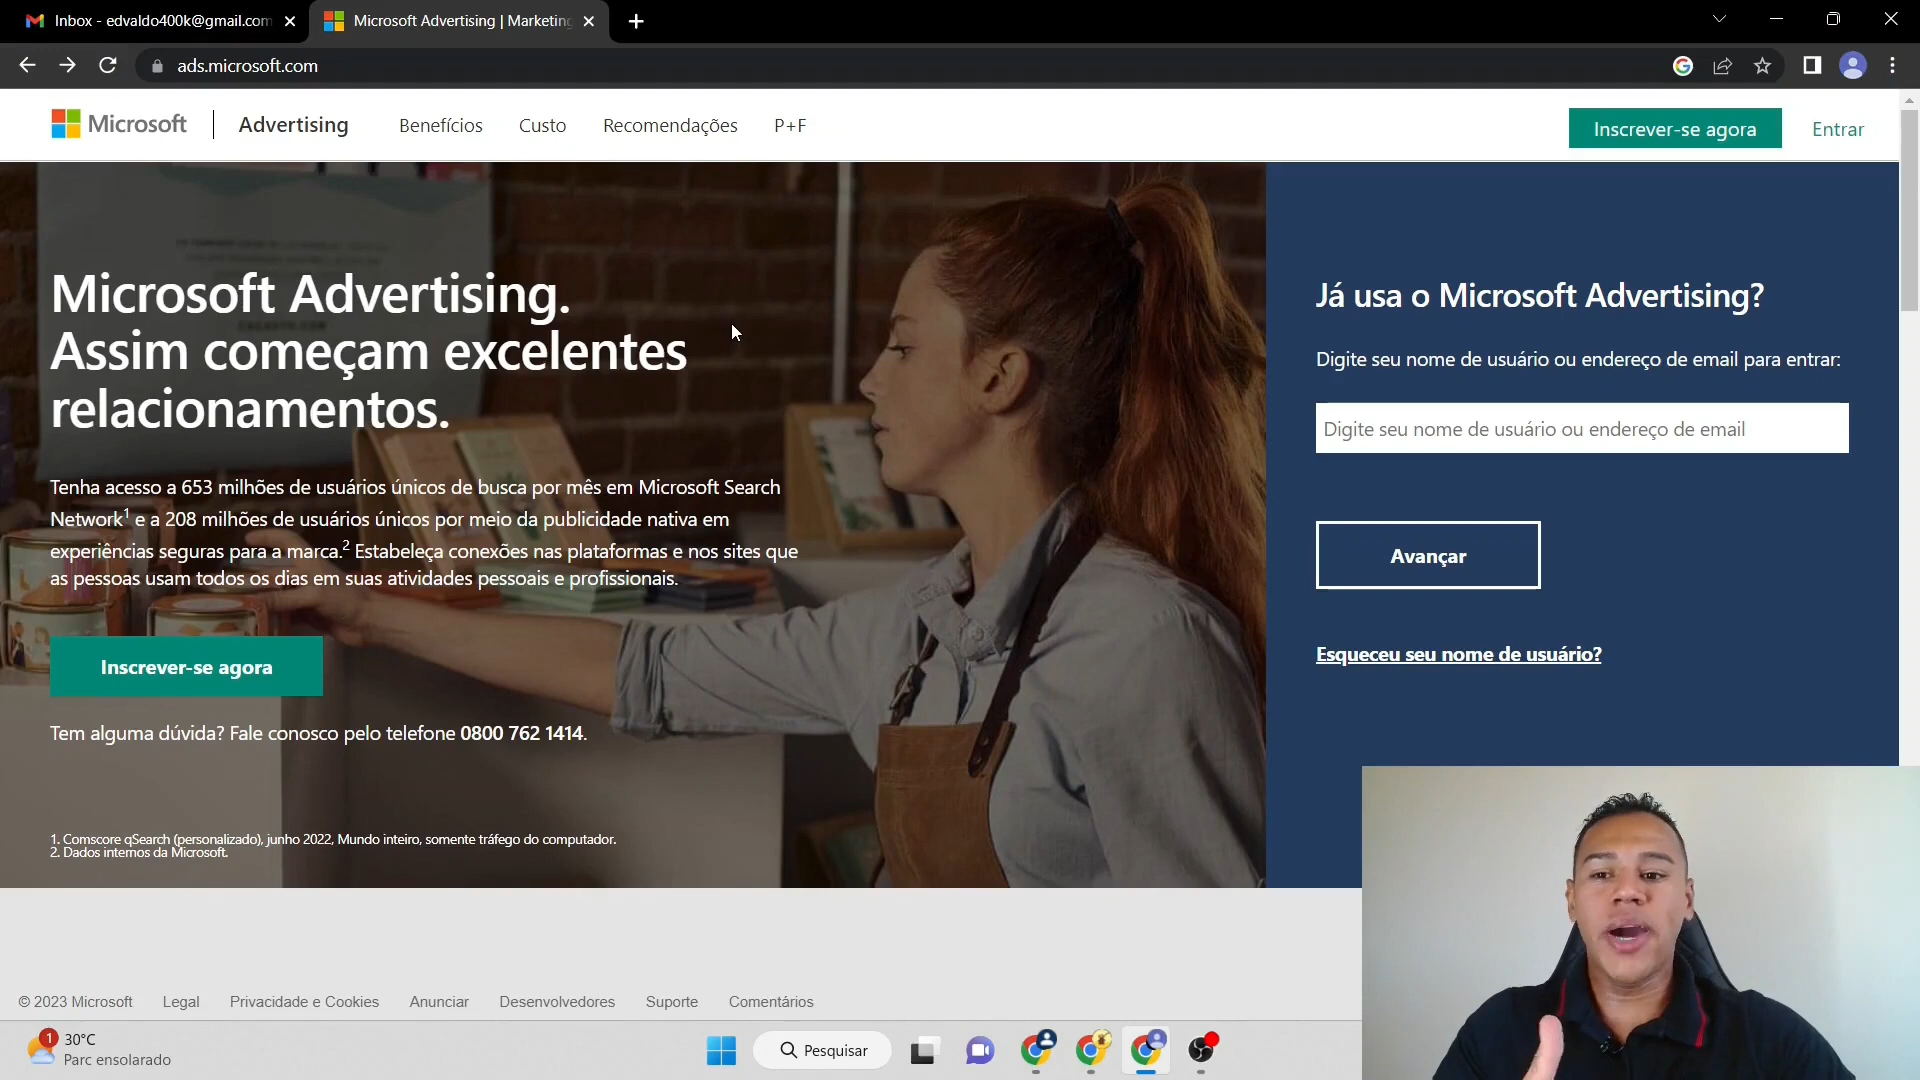 Inbox - edvaldo400k@gmail.com
Microsoft Advertising | Marketing
ads.microsoft.com
Microsoft
Advertising
Benefícios
Custo
Recomendações
P+F
Inscrever-se agora
Entrar
Microsoft Advertising.
Assim começam excelentes
relacionamentos.
Tenha acesso a 653 milhões de usuários únicos de busca por mês em Microsoft Search
Network1 e a 208 milhões de usuários únicos por meio da publicidade nativa em
experiências seguras para a marca.2 Estabeleça conexões nas plataformas e nos sites que
as pessoas usam todos os dias em suas atividades pessoais e profissionais.
Inscrever-se agora
Tem alguma dúvida? Fale conosco pelo telefone 0800 762 1414.
1. Comscore qSearch (personalizado), junho 2022, Mundo inteiro, somente tráfego do computador.
2. Dados internos da Microsoft.
Já usa o Microsoft Advertising?
Digite seu nome de usuário ou endereço de email para entrar:
Digite seu nome de usuário ou endereço de email
Avançar
Esqueceu seu nome de usuário?
© 2023 Microsoft
Legal
Privacidade e Cookies
Anunciar
Desenvolvedores
Suporte
Comentários
1
30°C
Parc ensolarado
Pesquisar